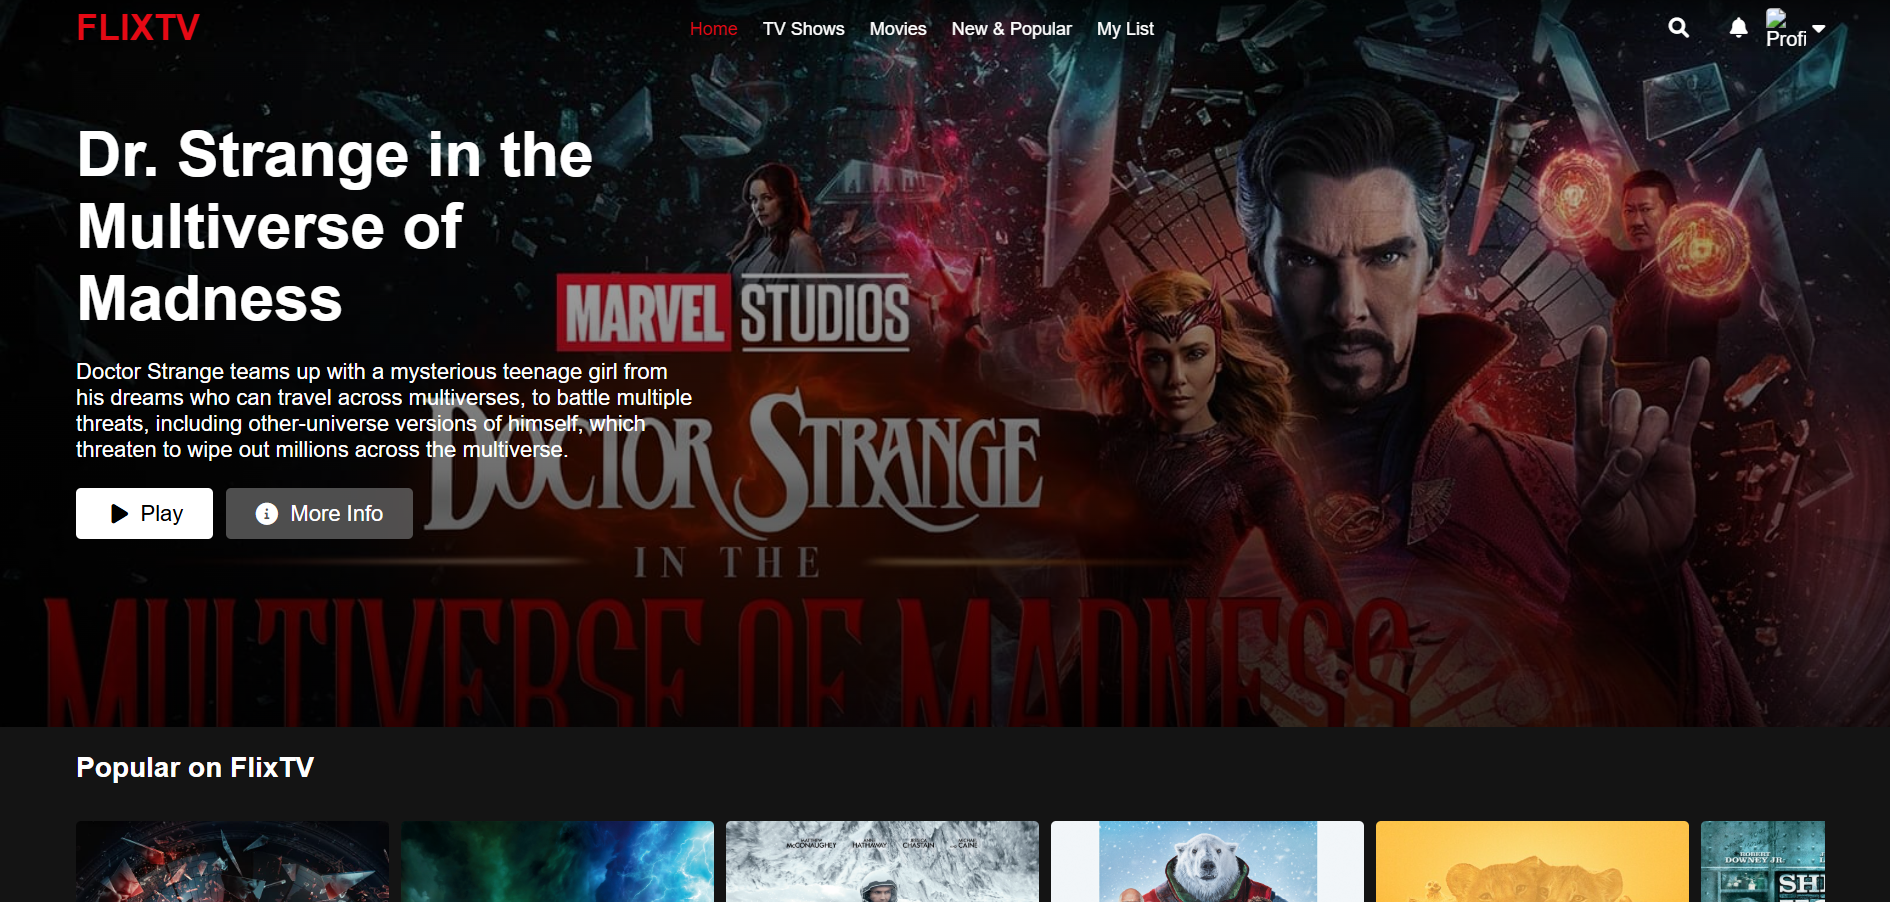 FLIXTV
Home
TV Shows
Movies
New & Popular
My List
Profi
Dr. Strange in the
Multiverse of
Madness
MARVEL STUDIOS
Doctor Strange teams up with a mysterious teenage girl from
his dreams who can travel across multiverses, to battle multiple
threats, including other-universe versions of himself, which
threaten to wipe out millions across the multiverse.
DOCTOR STRANGE
Play
More Info
IN THE
MULTIVERSE OF MADNESS
Popular on FlixTV
MATTHEW
McCONAUGHEY
ANNE
HATHAWAY
JESSICA
CHASTAIN
MICHAEL
CAINE
ROBERT
DOWNEY JR.
SH